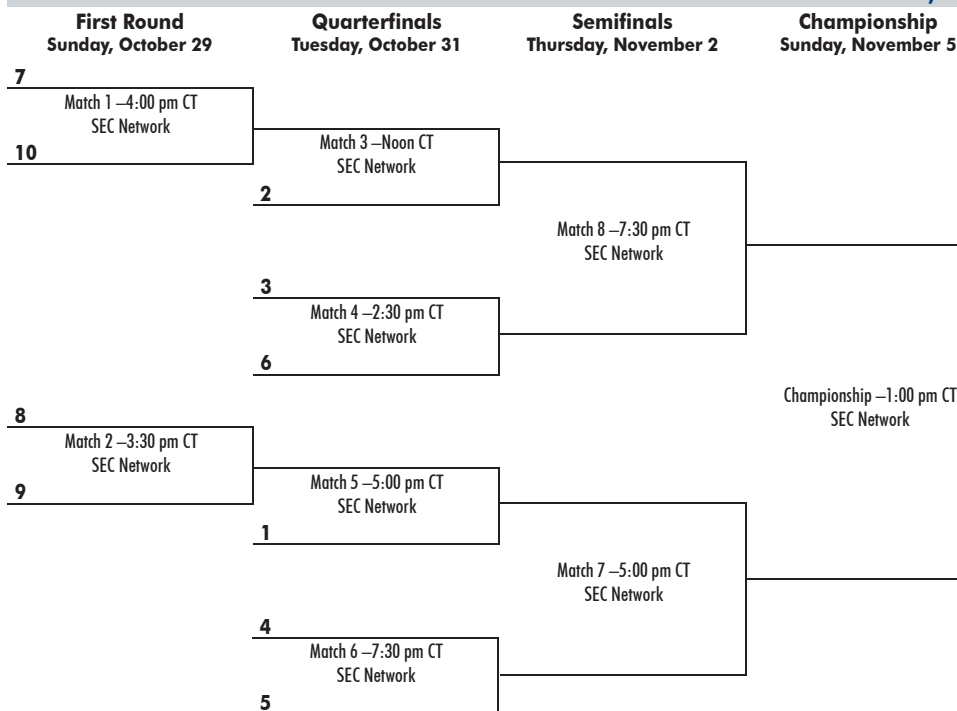 First Round
Sunday, October 29
Quarterfinals
Tuesday, October 31
Semifinals
Thursday, November 2
Championship
Sunday, November 5
7
Match 1 –4:00 pm CT
SEC Network
10
Match 3 –Noon CT
SEC Network
2
Match 8 –7:30 pm CT
SEC Network
3
Match 4 –2:30 pm CT
SEC Network
6
Championship –1:00 pm CT
SEC Network
8
Match 2 –3:30 pm CT
SEC Network
9
Match 5 –5:00 pm CT
SEC Network
1
Match 7 –5:00 pm CT
SEC Network
4
Match 6 –7:30 pm CT
SEC Network
5